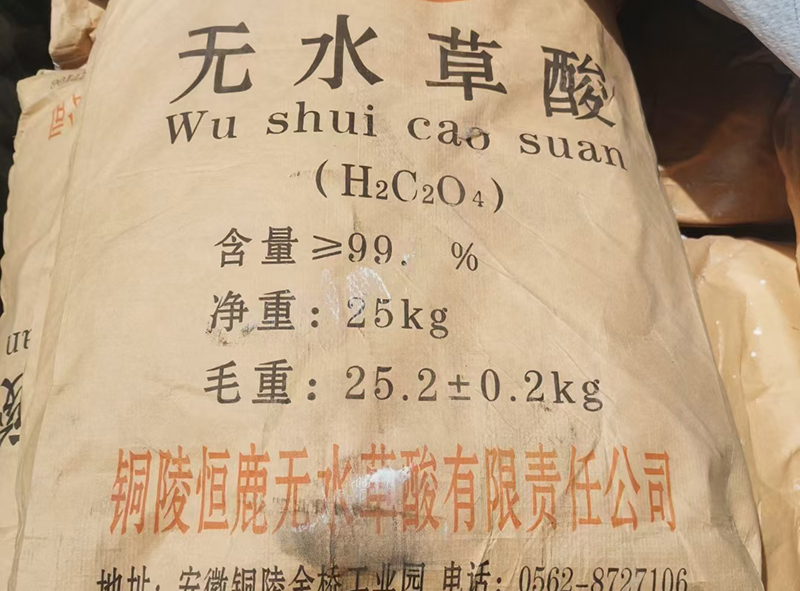 无水草酸
Wu shui cao suan
(H₂C₂O₄)
含量≥99. %
净重:25kg
毛重:25.2±0.2kg
铜陵恒鹿无水草酸有限责任公司
地址:安徽铜陵金桥工业园 电话:0562-8727106